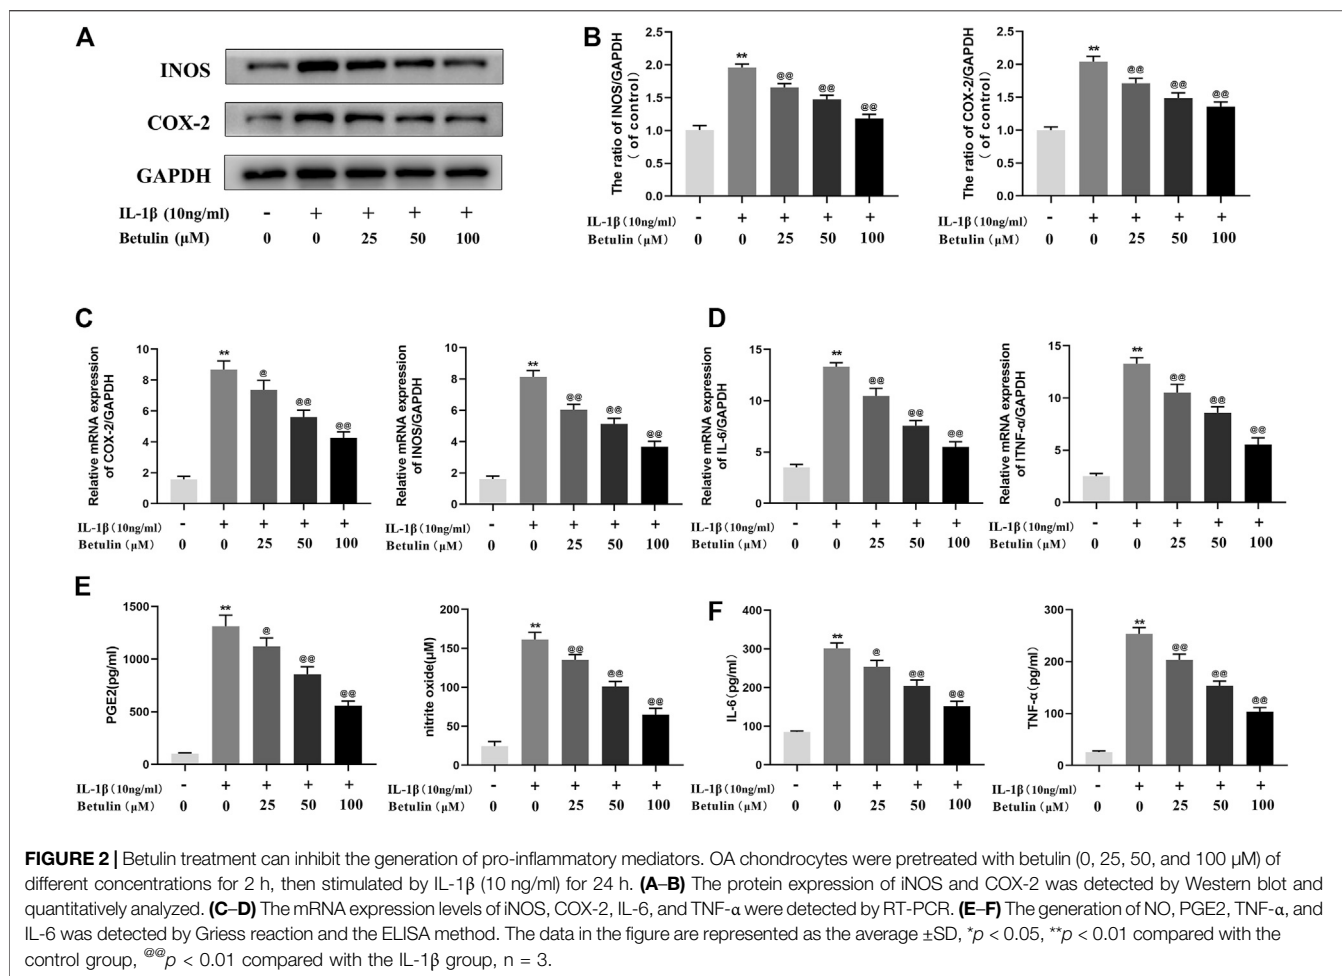 A
INOS
COX-2
GAPDH
IL-1β (10ng/ml) - + + + +
Betulin (μM) 0 0 25 50 100
B
The ratio of INOS/GAPDH
( of control)
2.5
2.0
1.5
1.0
0.5
0.0
** @@ @@ @@
IL-1β(10ng/ml) - + + + +
Betulin (μM) 0 0 25 50 100
The ratio of COX-2/GAPDH
( of control)
2.5
2.0
1.5
1.0
0.5
0.0
** @@ @@ @@
IL-1β(10ng/ml) - + + + +
Betulin (μM) 0 0 25 50 100
C
Relative mRNA expression
of COX-2/GAPDH
10
8
6
4
2
0
** @ @@ @@
IL-1β(10ng/ml) - + + + +
Betulin (μM) 0 0 25 50 100
Relative mRNA expression
of INOS/GAPDH
10
8
6
4
2
0
** @@ @@ @@
IL-1β(10ng/ml) - + + + +
Betulin (μM) 0 0 25 50 100
D
Relative mRNA expression
of IL-6/GAPDH
15
10
5
0
** @@ @@ @@
IL-1β(10ng/ml) - + + + +
Betulin (μM) 0 0 25 50 100
Relative mRNA expression
of ITNF-α/GAPDH
15
10
5
0
** @@ @@ @@
IL-1β(10ng/ml) - + + + +
Betulin (μM) 0 0 25 50 100
E
PGE2(pg/ml)
1500
1000
500
0
** @ @@ @@
IL-1β(10ng/ml) - + + + +
Betulin (μM) 0 0 25 50 100
nitrite oxide(μM)
200
150
100
50
0
** @@ @@ @@
IL-1β(10ng/ml) - + + + +
Betulin (μM) 0 0 25 50 100
F
IL-6(pg/ml)
400
300
200
100
0
** @ @@ @@
IL-1β(10ng/ml) - + + + +
Betulin (μM) 0 0 25 50 100
TNF-α(pg/ml)
300
200
100
0
** @@ @@ @@
IL-1β(10ng/ml) - + + + +
Betulin (μM) 0 0 25 50 100
FIGURE 2 | Betulin treatment can inhibit the generation of pro-inflammatory mediators. OA chondrocytes were pretreated with betulin (0, 25, 50, and 100 μM) of
different concentrations for 2 h, then stimulated by IL-1β (10 ng/ml) for 24 h. (A–B) The protein expression of iNOS and COX-2 was detected by Western blot and
quantitatively analyzed. (C–D) The mRNA expression levels of iNOS, COX-2, IL-6, and TNF-α were detected by RT-PCR. (E–F) The generation of NO, PGE2, TNF-α, and
IL-6 was detected by Griess reaction and the ELISA method. The data in the figure are represented as the average ±SD, *p < 0.05, **p < 0.01 compared with the
control group, @@p < 0.01 compared with the IL-1β group, n = 3.